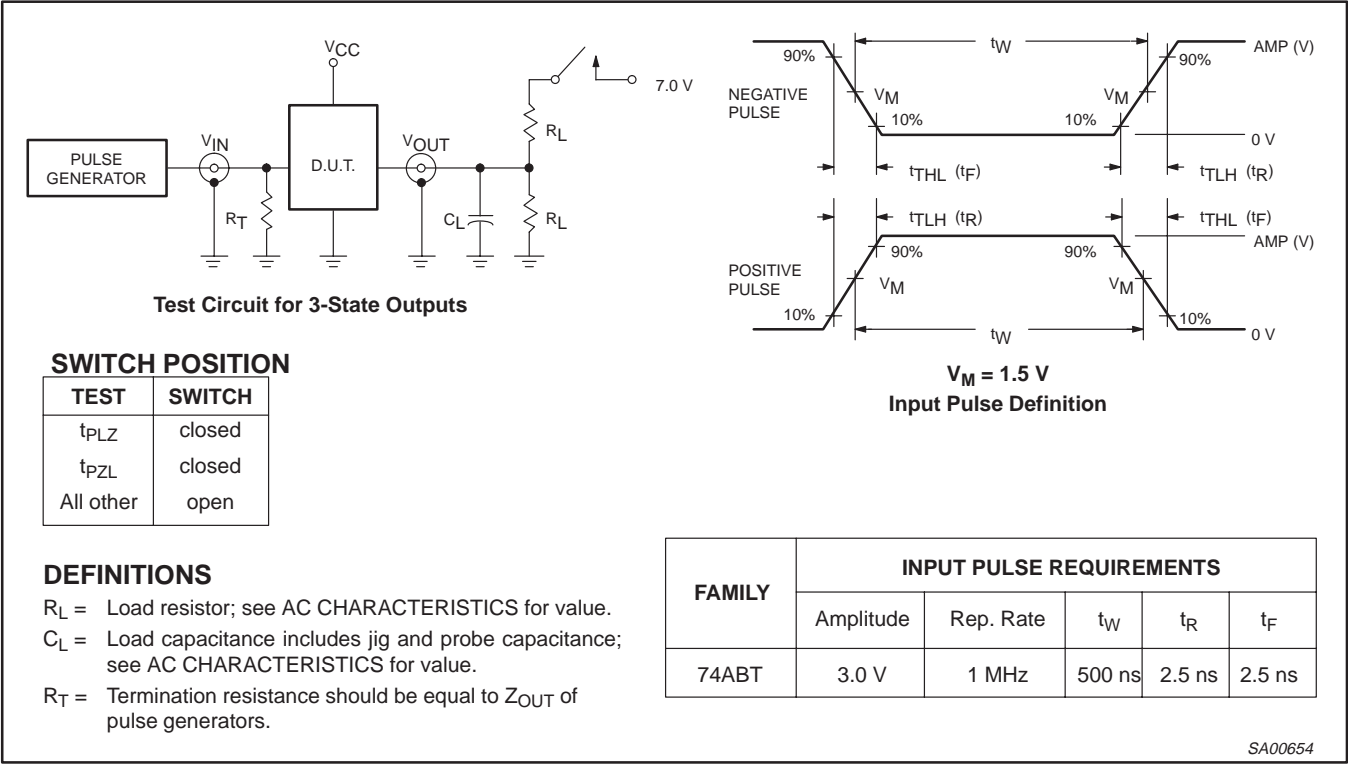 VCC
7.0 V
RL
VIN
VOUT
PULSE
GENERATOR
D.U.T.
RT
CL
RL
Test Circuit for 3-State Outputs
tW
AMP (V)
90%
90%
NEGATIVE
PULSE
VM
VM
10%
10%
0 V
tTHL (tF)
tTLH (tR)
tTLH (tR)
tTHL (tF)
AMP (V)
90%
90%
POSITIVE
PULSE
VM
VM
10%
10%
tW
0 V
VM = 1.5 V
Input Pulse Definition
SWITCH POSITION
TEST SWITCH
tPLZ closed
tPZL closed
All other open
DEFINITIONS
RL = Load resistor; see AC CHARACTERISTICS for value.
CL = Load capacitance includes jig and probe capacitance;
see AC CHARACTERISTICS for value.
RT = Termination resistance should be equal to ZOUT of
pulse generators.
FAMILY
INPUT PULSE REQUIREMENTS
Amplitude Rep. Rate tW tR tF
74ABT 3.0 V 1 MHz 500 ns 2.5 ns 2.5 ns
SA00654